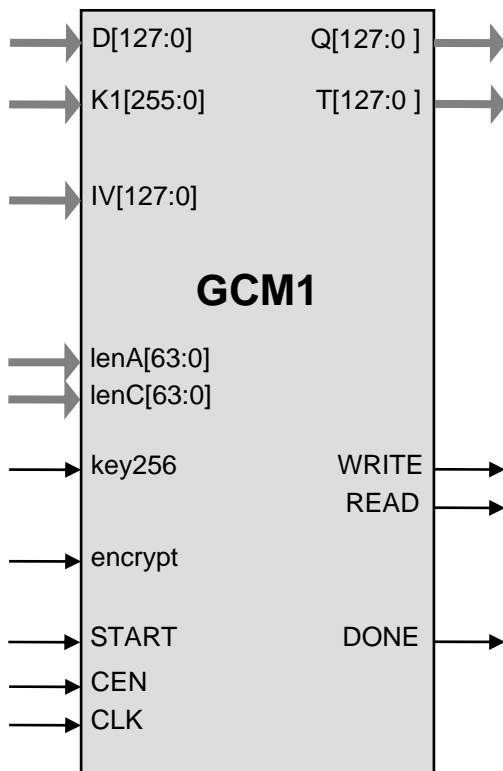 D[127:0] Q[127:0 ]
K1[255:0] T[127:0 ]
IV[127:0]
GCM1
lenA[63:0]
lenC[63:0]
key256 WRITE
READ
encrypt
START DONE
CEN
CLK